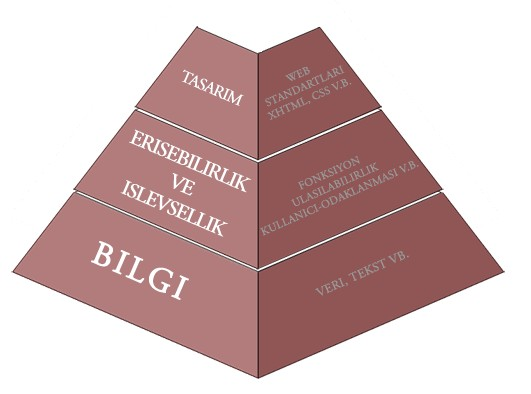 TASARIM
WEB
STANDARTLARI
XHTML, CSS V.B.
ERISEBILIRLIK
VE
ISLEVSELLIK
FONKSIYON
ULASILABILIRLIK
KULLANICI-ODAKLANMASI V.B.
BILGI
VERI, TEKST VB.